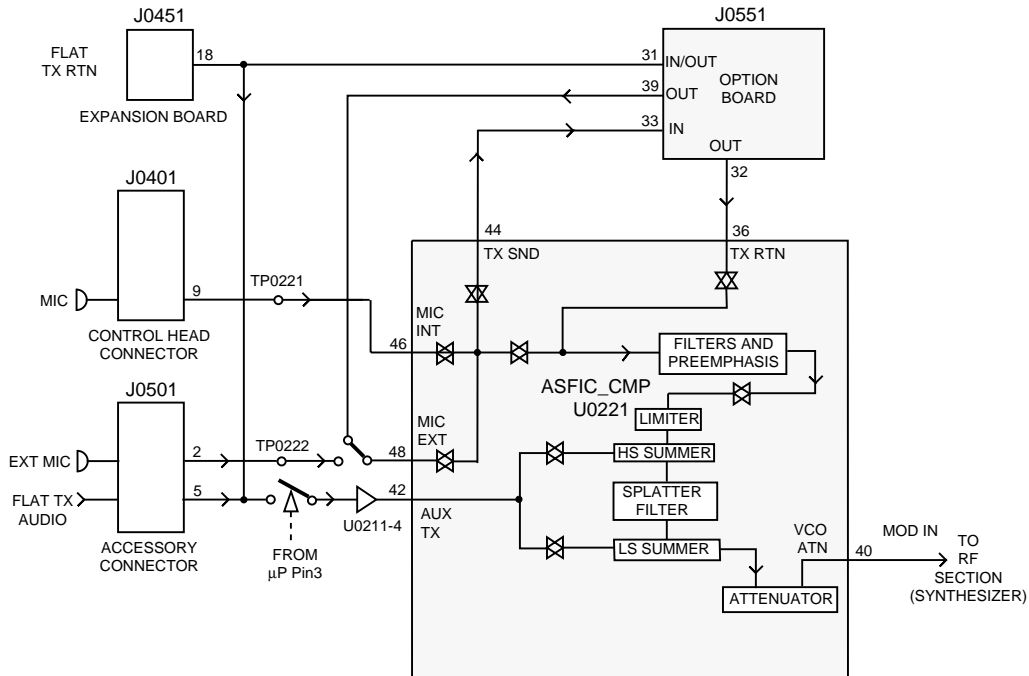 J0451
J0551
FLAT
TX RTN
18
31
IN/OUT
39
OUT
OPTION
BOARD
33
IN
EXPANSION BOARD
OUT
32
J0401
44
36
TX SND
TX RTN
MIC
9
TP0221
MIC
INT
46
CONTROL HEAD
CONNECTOR
FILTERS AND
PREEMPHASIS
ASFIC_CMP
U0221
LIMITER
J0501
MIC
EXT
EXT MIC
2
TP0222
48
HS SUMMER
FLAT TX
AUDIO
5
42
U0211-4
AUX
TX
SPLATTER
FILTER
ACCESSORY
CONNECTOR
FROM
µP Pin3
LS SUMMER
VCO
ATN
40
MOD IN
TO
RF
SECTION
(SYNTHESIZER)
ATTENUATOR